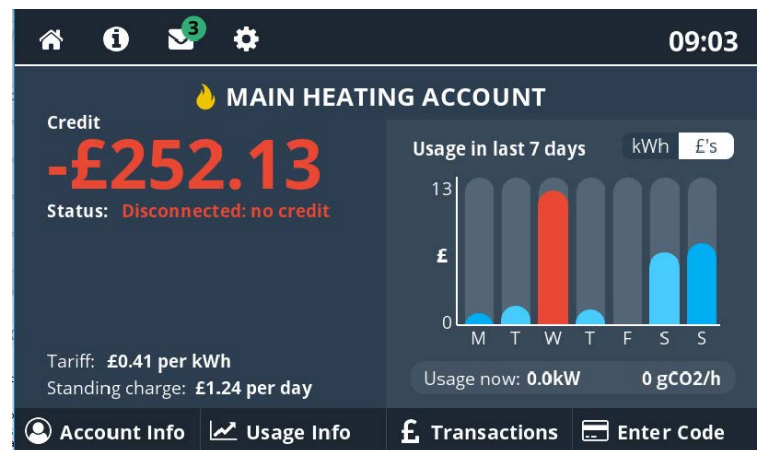 3
09:03
MAIN HEATING ACCOUNT
Credit
-£252.13
Status: Disconnected: no credit
Tariff: £0.41 per kWh
Standing charge: £1.24 per day
Usage in last 7 days
kWh £'s
13
£
0
M T W T F S S
Usage now: 0.0kW 0 gCO2/h
Account Info
Usage Info
£ Transactions
Enter Code